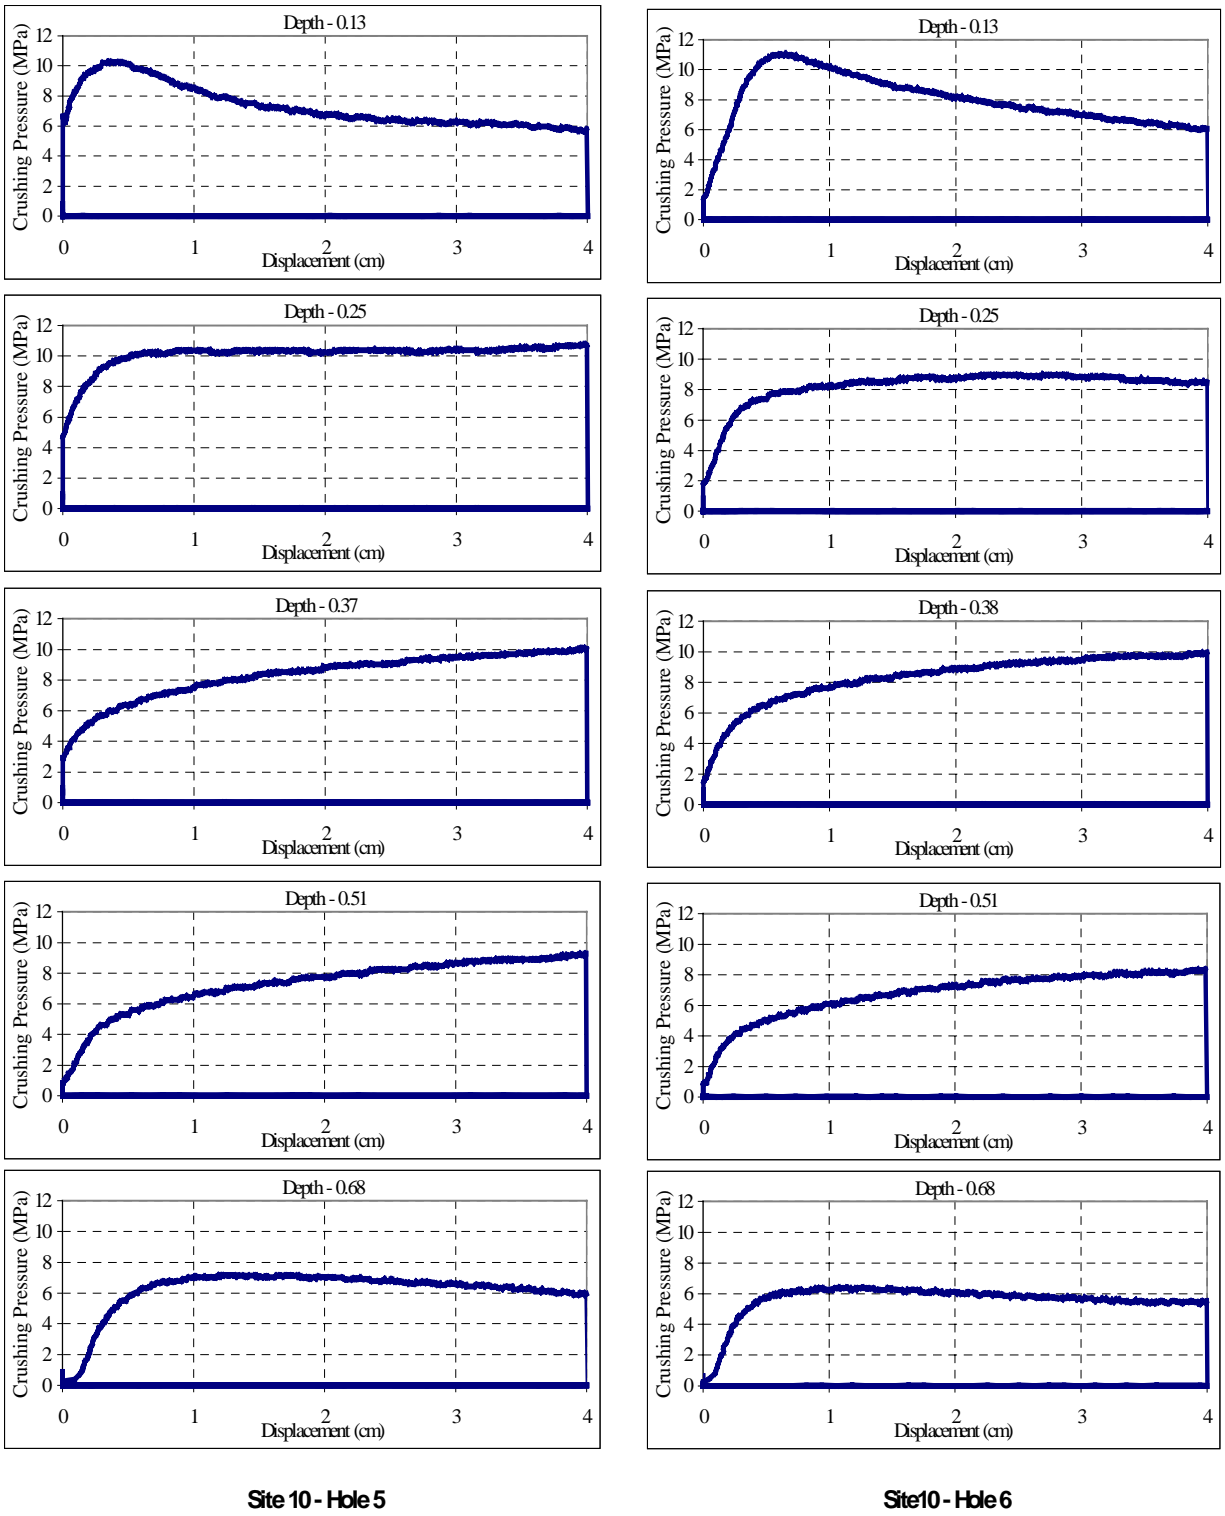 Depth - 0.13
Crushing Pressure (MPa)
12
10
8
6
4
2
0
0 1 2 3 4
Displacement (cm)
Depth - 0.25
Crushing Pressure (MPa)
12
10
8
6
4
2
0
0 1 2 3 4
Displacement (cm)
Depth - 0.37
Crushing Pressure (MPa)
12
10
8
6
4
2
0
0 1 2 3 4
Displacement (cm)
Depth - 0.51
Crushing Pressure (MPa)
12
10
8
6
4
2
0
0 1 2 3 4
Displacement (cm)
Depth - 0.68
Crushing Pressure (MPa)
12
10
8
6
4
2
0
0 1 2 3 4
Displacement (cm)
Site 10 - Hole 5
Depth - 0.13
Crushing Pressure (MPa)
12
10
8
6
4
2
0
0 1 2 3 4
Displacement (cm)
Depth - 0.25
Crushing Pressure (MPa)
12
10
8
6
4
2
0
0 1 2 3 4
Displacement (cm)
Depth - 0.38
Crushing Pressure (MPa)
12
10
8
6
4
2
0
0 1 2 3 4
Displacement (cm)
Depth - 0.51
Crushing Pressure (MPa)
12
10
8
6
4
2
0
0 1 2 3 4
Displacement (cm)
Depth - 0.68
Crushing Pressure (MPa)
12
10
8
6
4
2
0
0 1 2 3 4
Displacement (cm)
Site10 - Hole 6